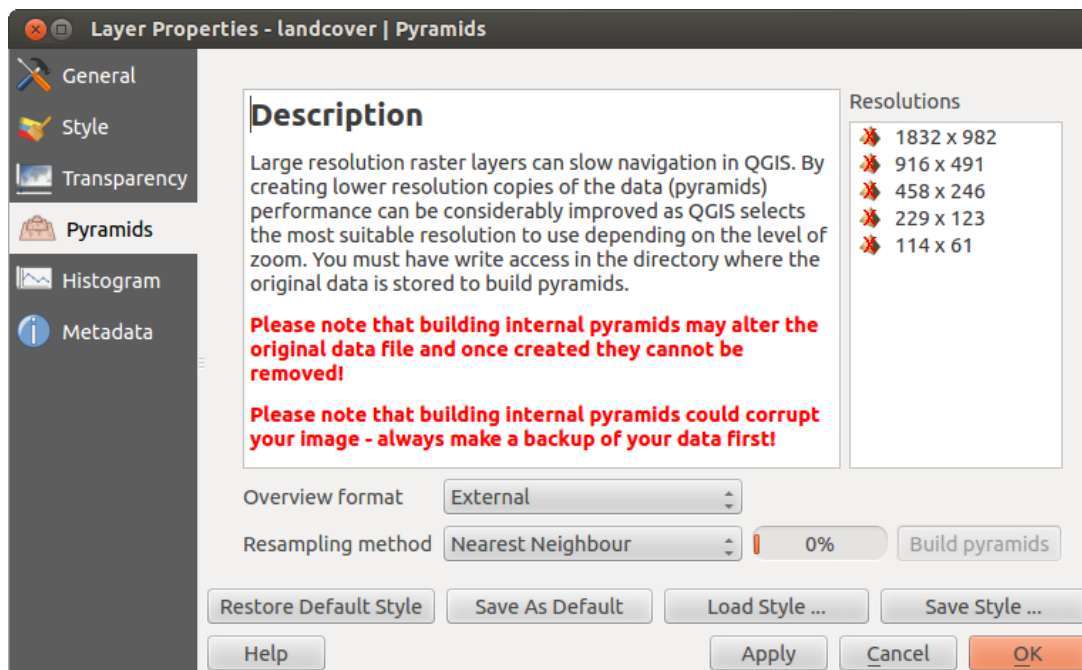 Layer Properties - landcover | Pyramids
General
Style
Transparency
Pyramids
Histogram
Metadata
Description
Large resolution raster layers can slow navigation in QGIS. By
creating lower resolution copies of the data (pyramids)
performance can be considerably improved as QGIS selects
the most suitable resolution to use depending on the level of
zoom. You must have write access in the directory where the
original data is stored to build pyramids.
Please note that building internal pyramids may alter the
original data file and once created they cannot be
removed!
Please note that building internal pyramids could corrupt
your image - always make a backup of your data first!
Resolutions
1832 x 982
916 x 491
458 x 246
229 x 123
114 x 61
Overview format External
Resampling method Nearest Neighbour 0% Build pyramids
Restore Default Style Save As Default Load Style ... Save Style ...
Help Apply Cancel OK